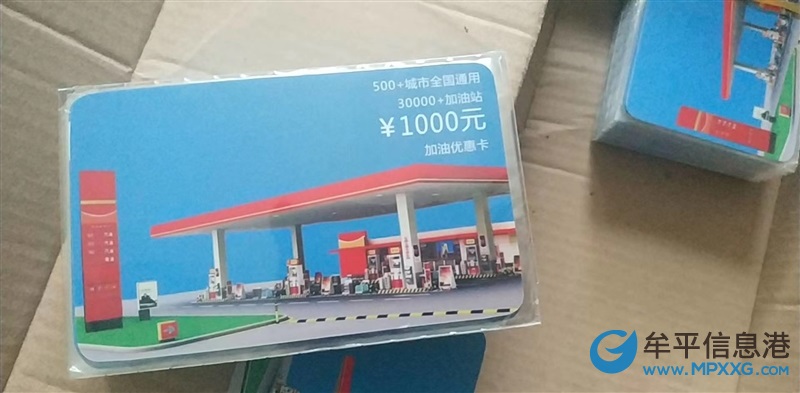 500+城市全国通用
30000+加油站
￥1000元
加油优惠卡
牟平信息港
www.MPXXG.COM